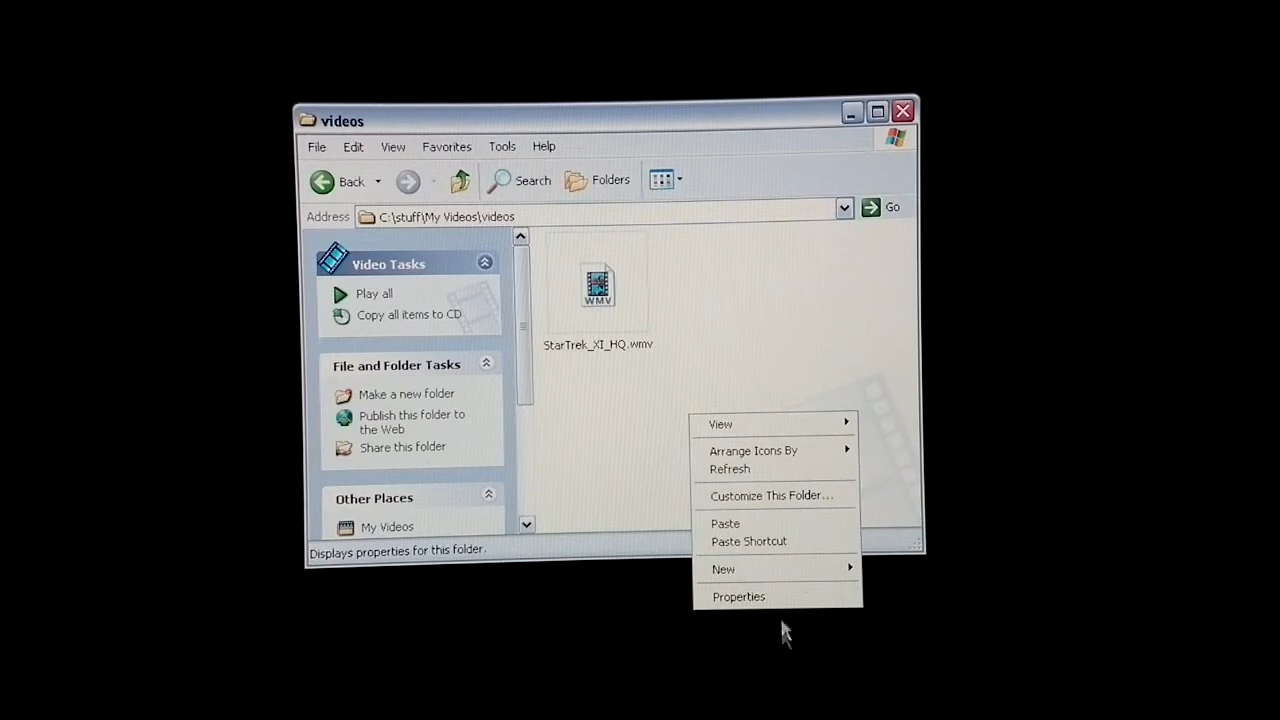 videos
File Edit View Favorites Tools Help
Back Search Folders
Address C:\stuff\My Videos\videos Go
Video Tasks
Play all
Copy all items to CD
File and Folder Tasks
Make a new folder
Publish this folder to
the Web
Share this folder
Other Places
My Videos
WMV
StarTrek_XI_HQ.wmv
View
Arrange Icons By
Refresh
Customize This Folder...
Paste
Paste Shortcut
New
Properties
Displays properties for this folder.